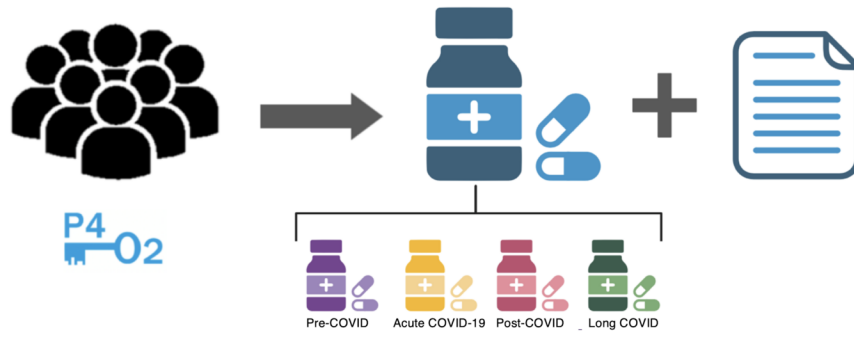 P4
O2
Pre-COVID
Acute COVID-19
Post-COVID
Long COVID